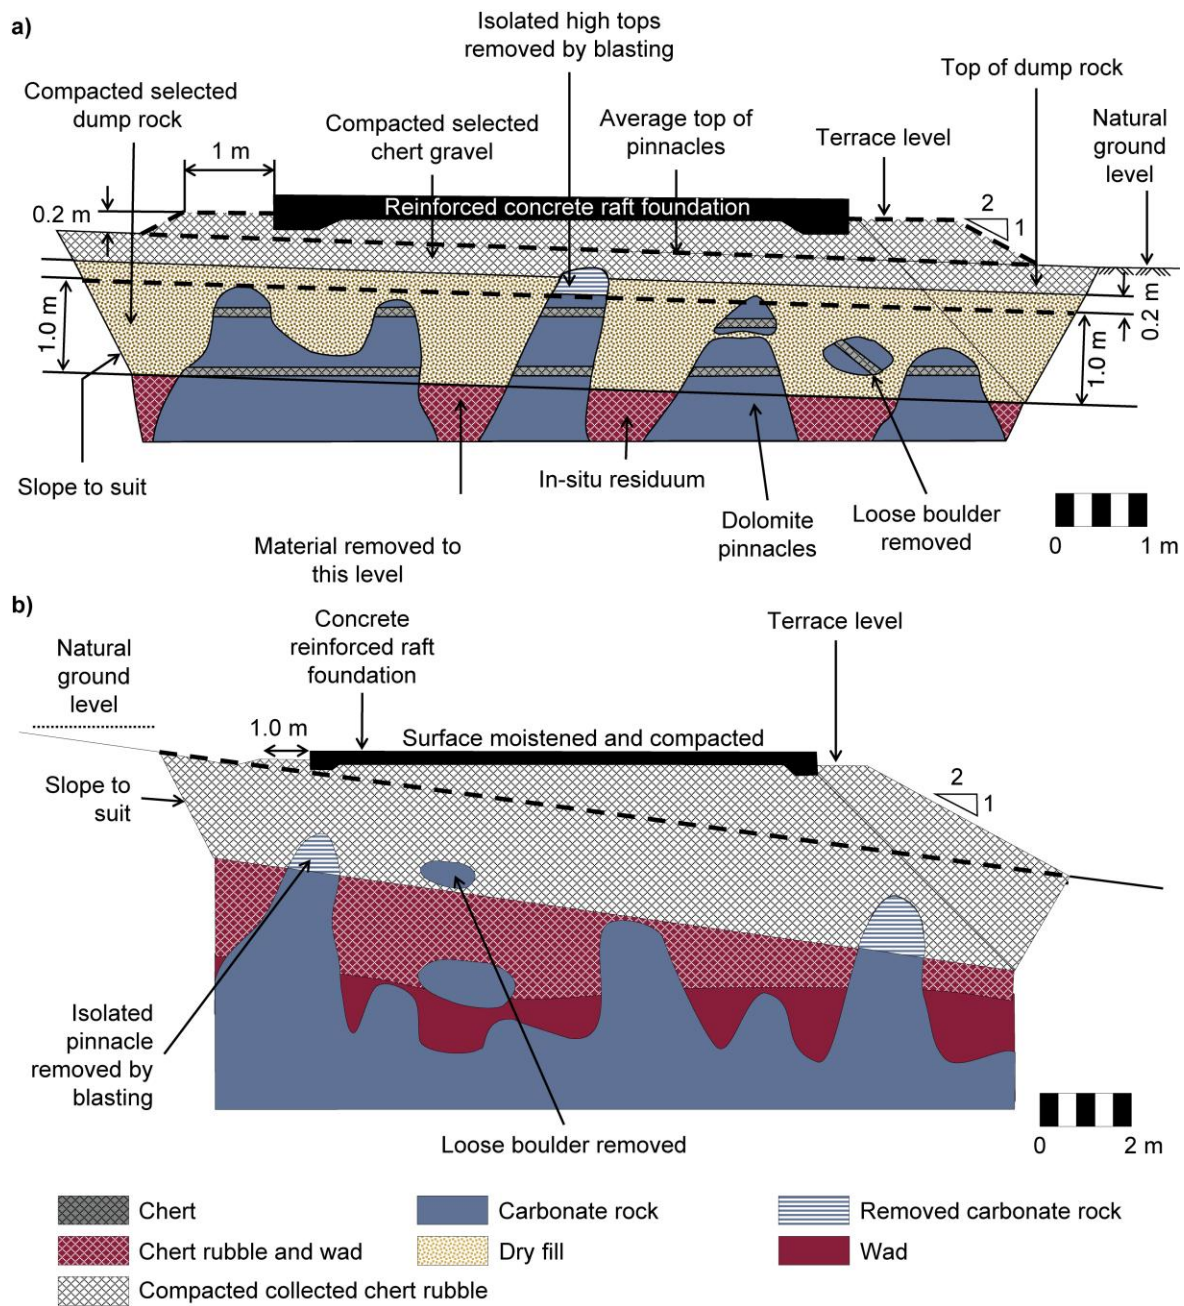 a)
Isolated high tops
removed by blasting
Compacted selected
dump rock
Compacted selected
chert gravel
Average top of
pinnacles
Terrace level
Top of dump rock
Natural
ground
level
1 m
0.2 m
Reinforced concrete raft foundation
2
1
1.0 m
0.2 m
1.0 m
Slope to suit
In-situ residuum
Material removed to
this level
Dolomite
pinnacles
Loose boulder
removed
0 1 m
b)
Natural
ground
level
Concrete
reinforced raft
foundation
Terrace level
1.0 m
Surface moistened and compacted
Slope to
suit
2
1
Isolated
pinnacle
removed by
blasting
Loose boulder removed
0 2 m
Chert
Carbonate rock
Removed carbonate rock
Chert rubble and wad
Dry fill
Wad
Compacted collected chert rubble